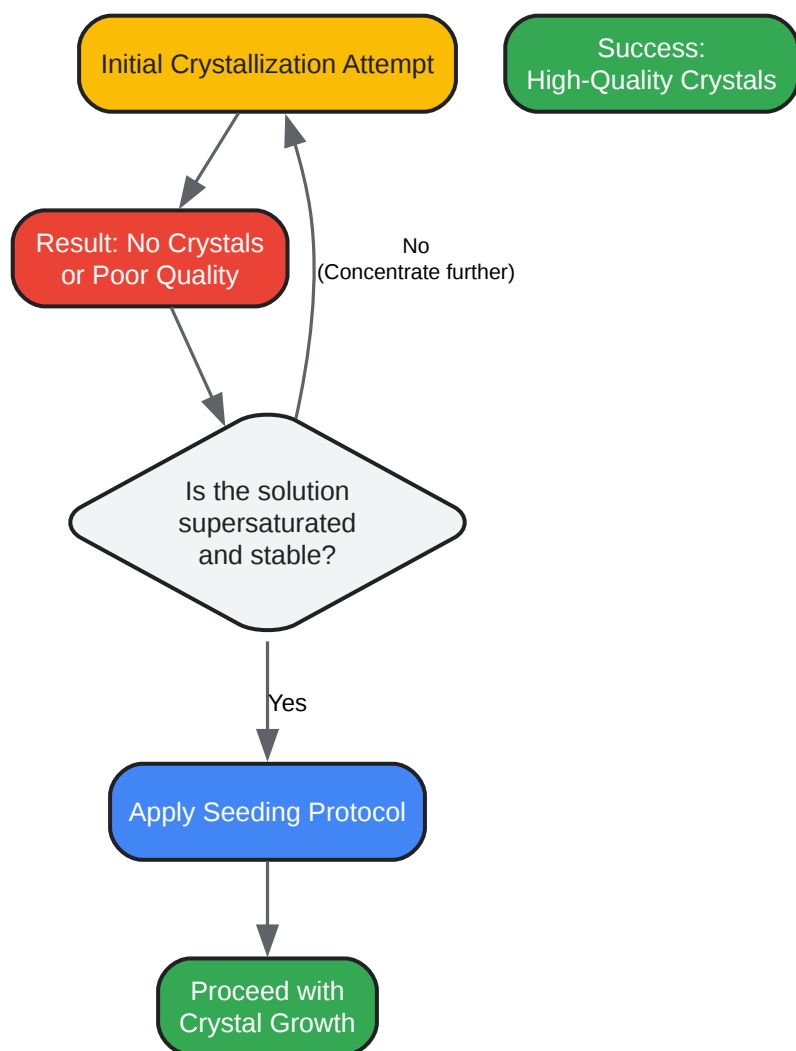 Initial Crystallization Attempt
Success:
High-Quality Crystals
Result: No Crystals
or Poor Quality
No
(Concentrate further)
Is the solution
supersaturated
and stable?
Yes
Apply Seeding Protocol
Proceed with
Crystal Growth